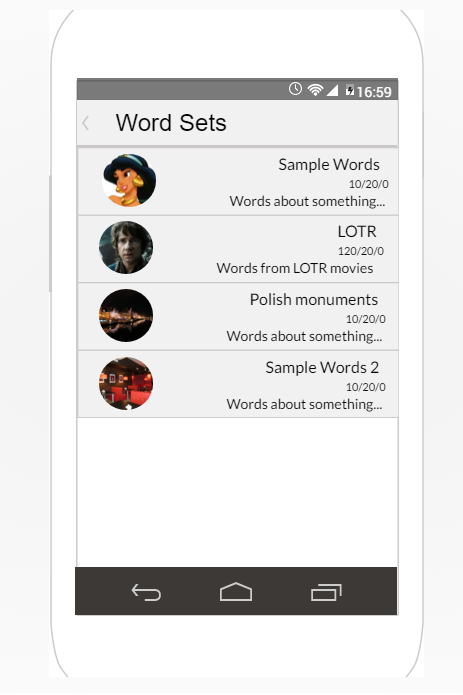 16:59
Word Sets
Sample Words
10/20/0
Words about something...
LOTR
120/20/0
Words from LOTR movies
Polish monuments
10/20/0
Words about something...
Sample Words 2
10/20/0
Words about something...